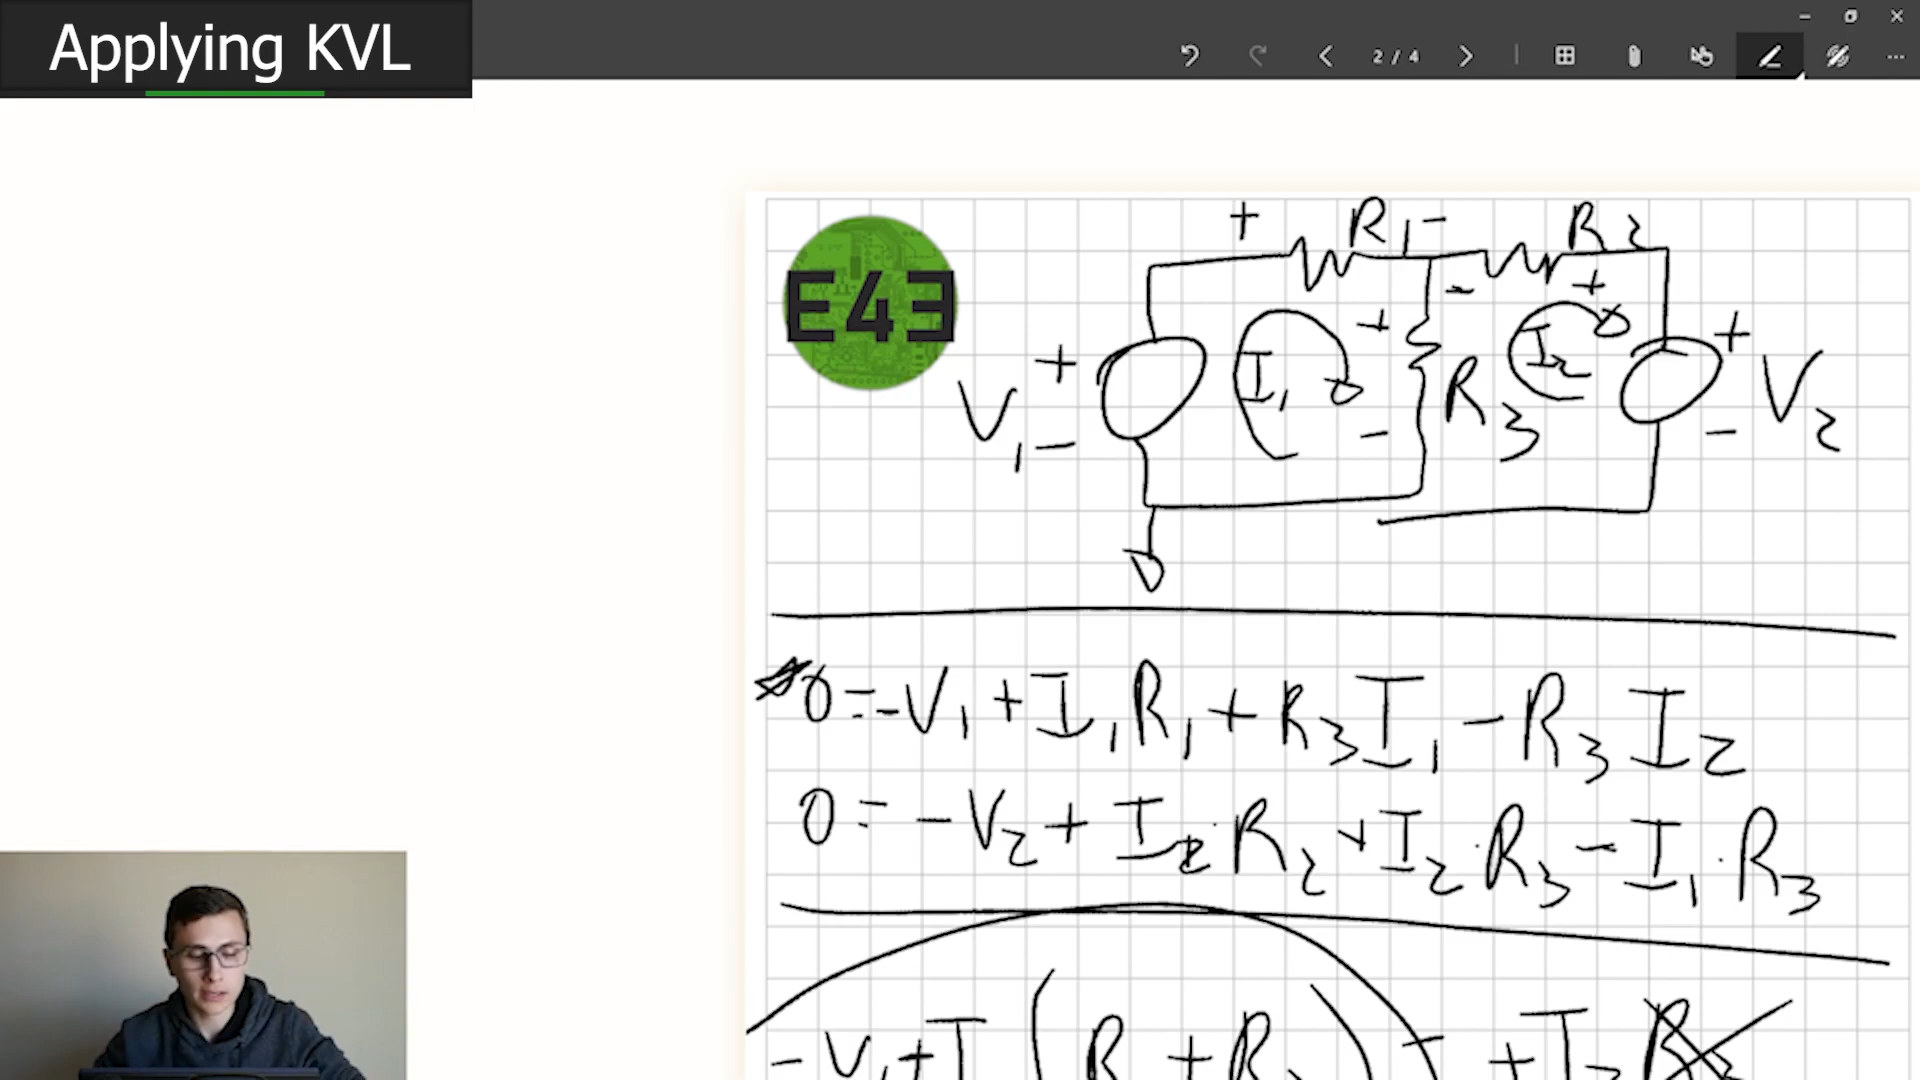 Applying KVL
2 / 4
E43
+ R₁ -
R₂
- +
+ V₁ -
I₁
+ R₃ -
I₂
+ V₂ -
0 = -V₁ + I₁R₁ + R₃I₁ - R₃I₂
0 = -V₂ + I₂·R₂ + I₂·R₃ - I₁·R₃